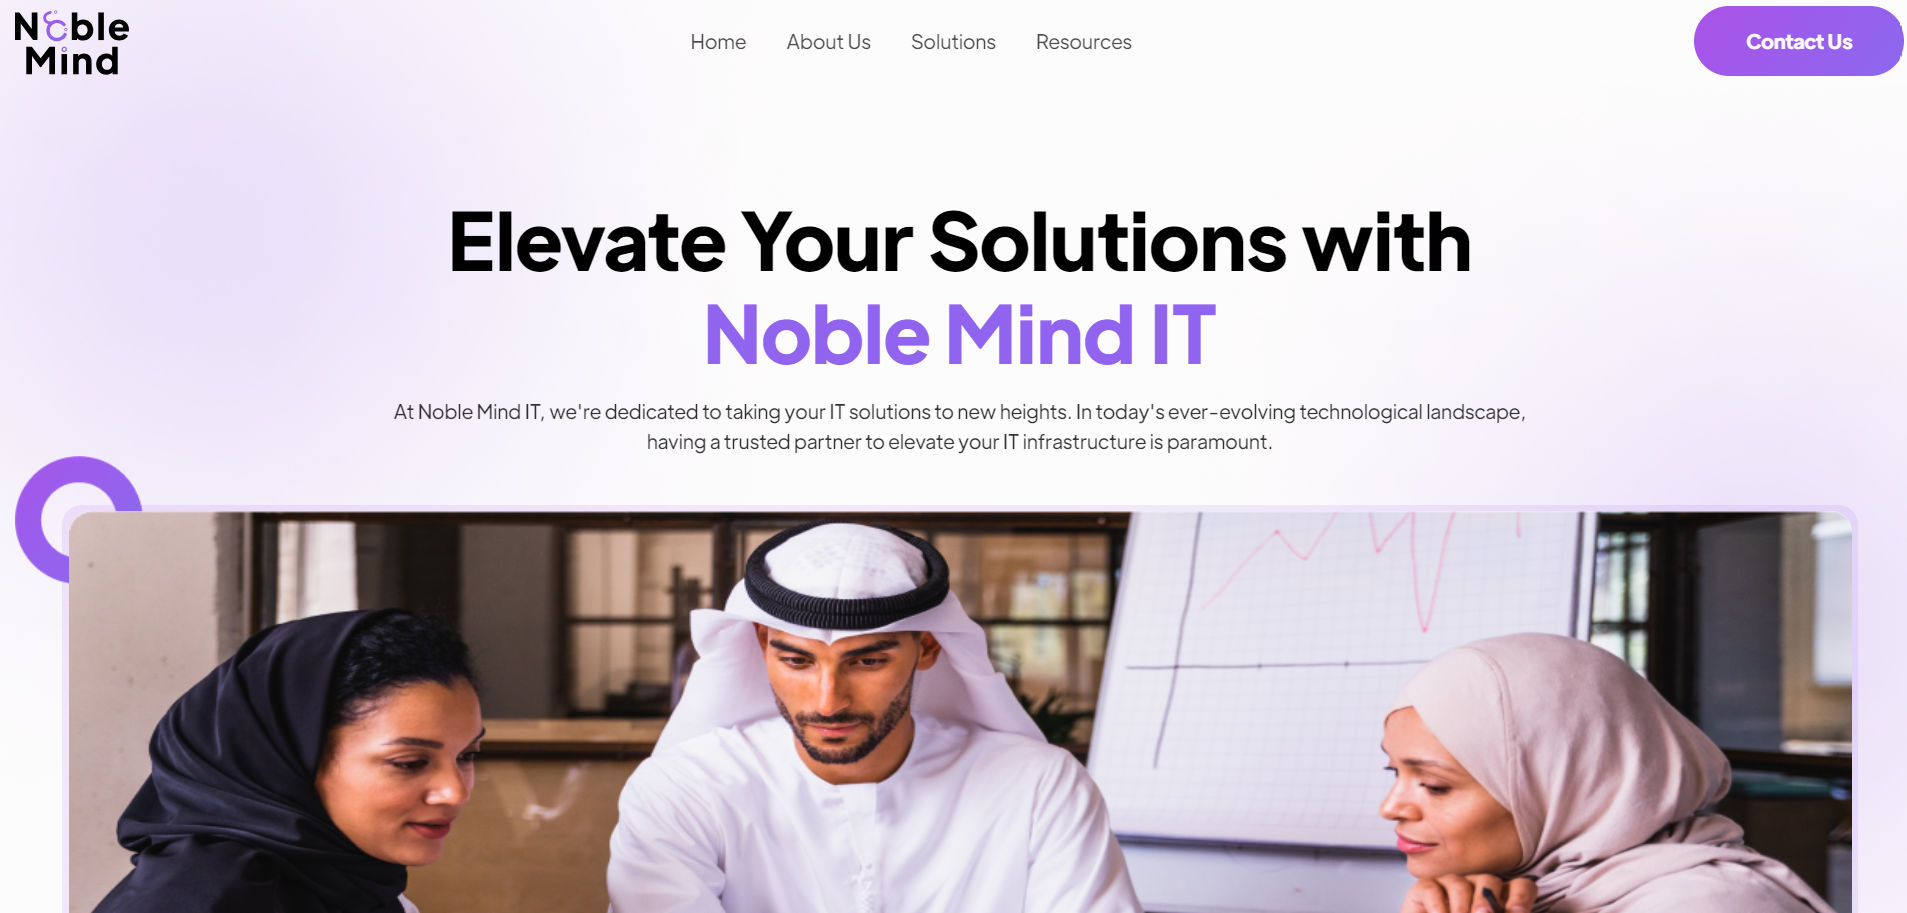 Noble
Mind
Home
About Us
Solutions
Resources
Contact Us
Elevate Your Solutions with
Noble Mind IT
At Noble Mind IT, we're dedicated to taking your IT solutions to new heights. In today's ever-evolving technological landscape,
having a trusted partner to elevate your IT infrastructure is paramount.